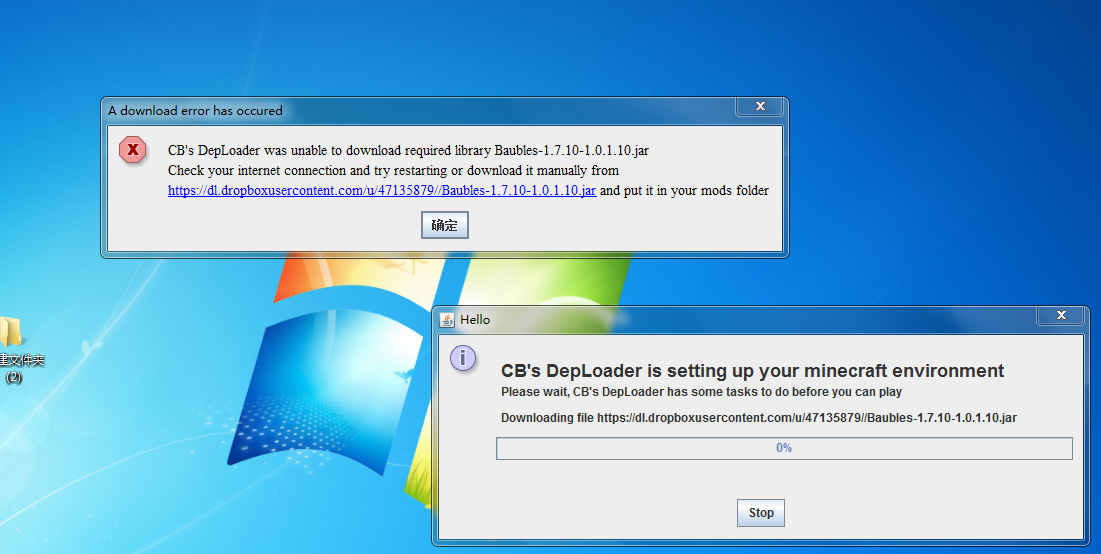 A download error has occured
CB's DepLoader was unable to download required library Baubles-1.7.10-1.0.1.10.jar
Check your internet connection and try restarting or download it manually from
https://dl.dropboxusercontent.com/u/47135879//Baubles-1.7.10-1.0.1.10.jar and put it in your mods folder
确定
Hello
CB's DepLoader is setting up your minecraft environment
Please wait, CB's DepLoader has some tasks to do before you can play
Downloading file https://dl.dropboxusercontent.com/u/47135879//Baubles-1.7.10-1.0.1.10.jar
0%
Stop
建文件夹
(2)